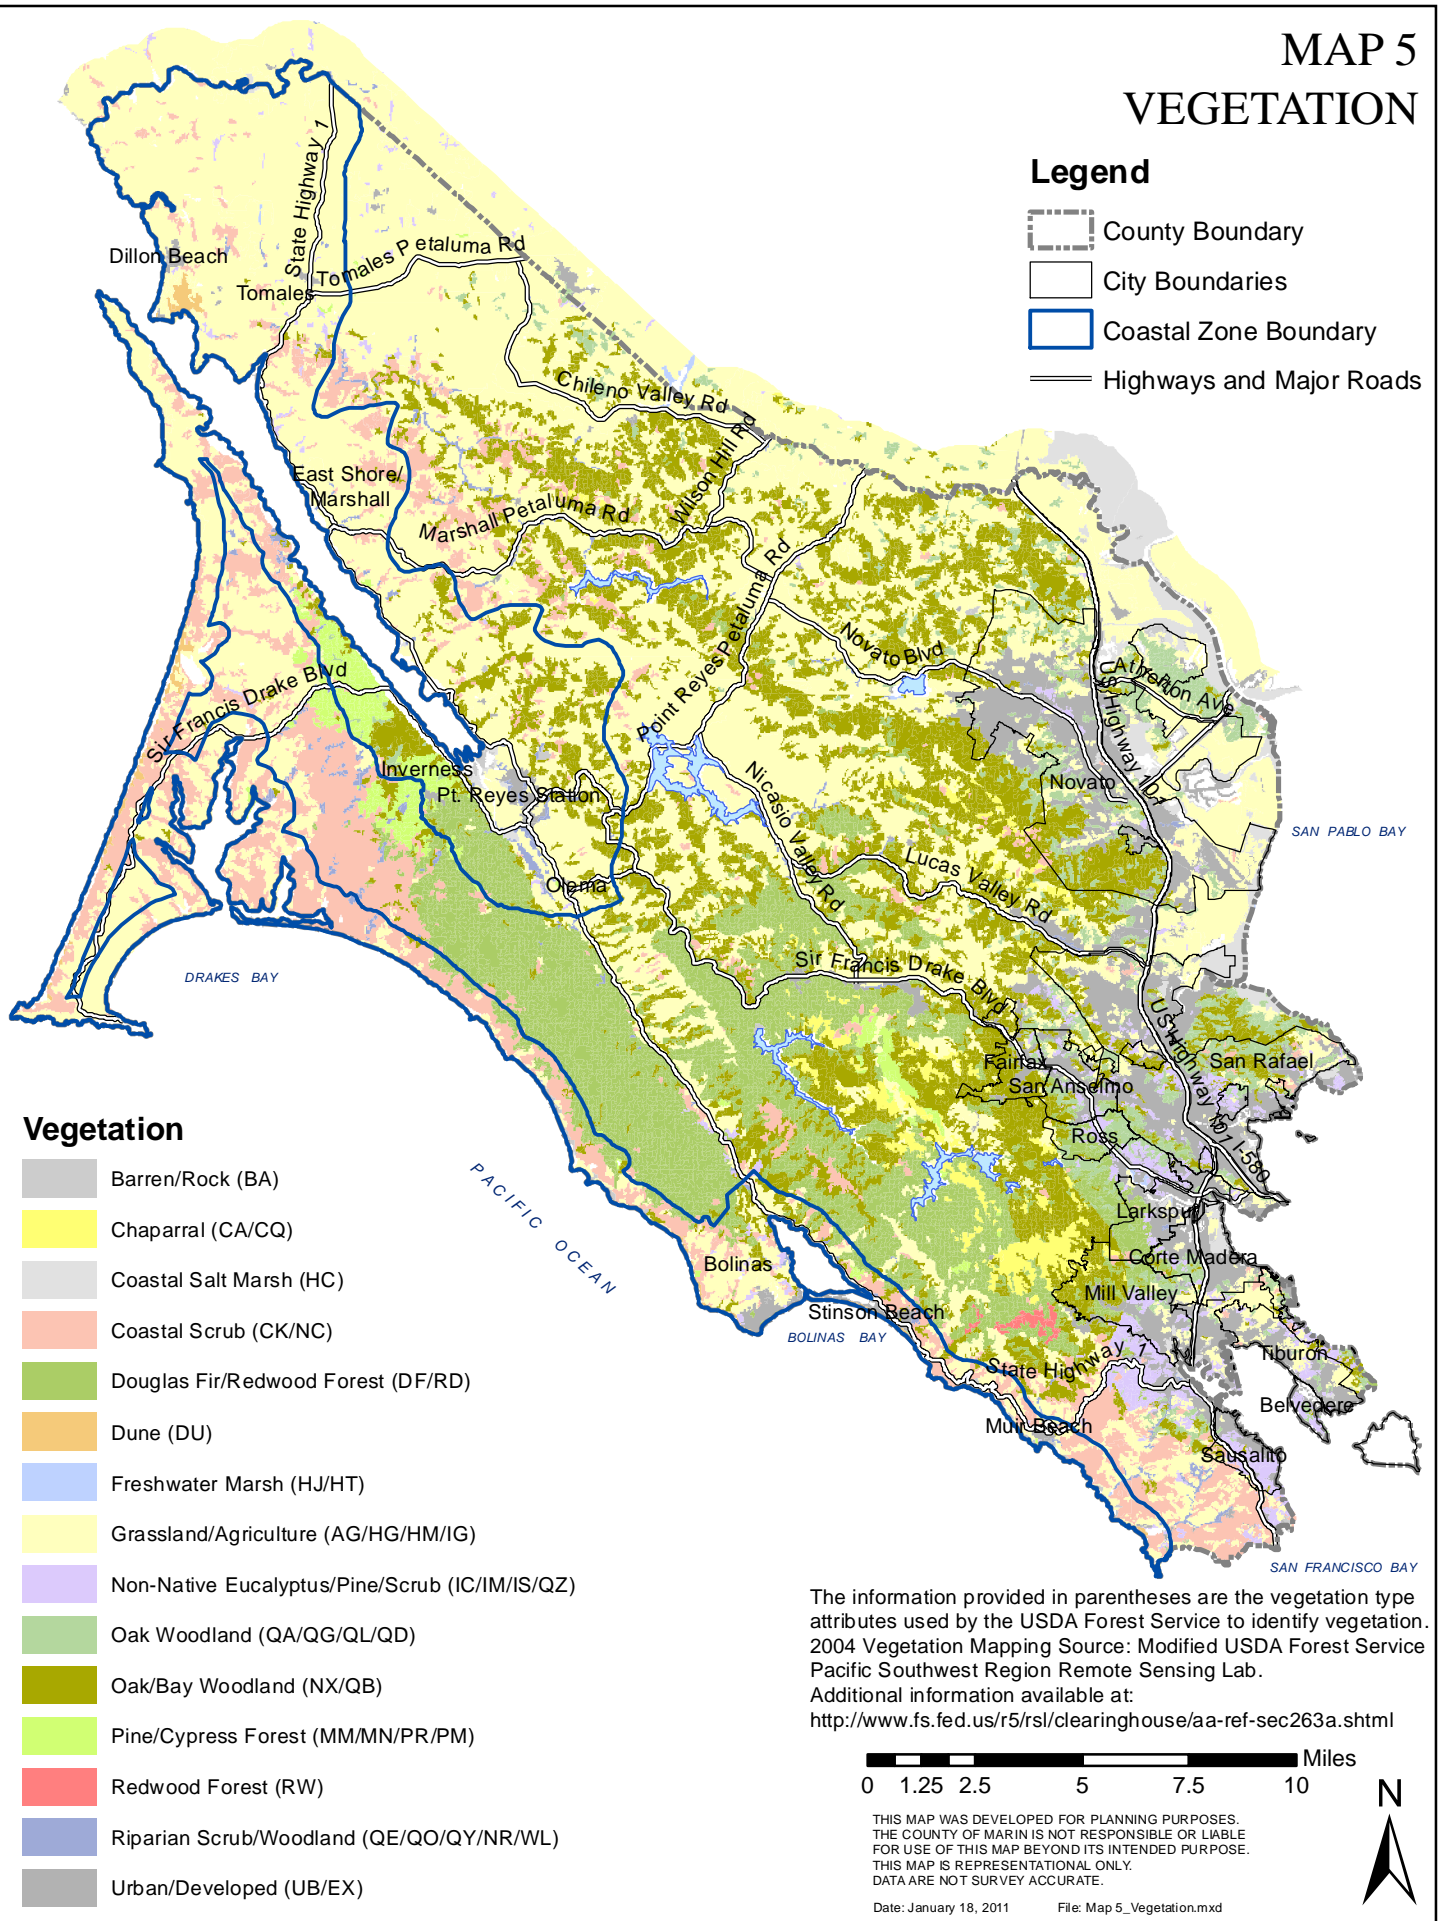 MAP 5
VEGETATION
Legend
County Boundary
City Boundaries
Coastal Zone Boundary
Highways and Major Roads
State Highway 1
Dillon Beach
Tomales Petaluma Rd
Tomales
Chileno Valley Rd
Wilson Hill Rd
East Shore/
Marshall
Marshall Petaluma Rd
Point Reyes Petaluma Rd
Novato Blvd
US Highway 101
Atherton Ave
Sir Francis Drake Blvd
Inverness
Pt. Reyes Station
Novato
SAN PABLO BAY
Nicasio Valley Rd
Lucas Valley Rd
Olema
DRAKES BAY
Sir Francis Drake Blvd
US Highway 101
Fairfax
San Rafael
San Anselmo
Ross
I-580
PACIFIC OCEAN
Larkspur
Bolinas
Corte Madera
Mill Valley
Stinson Beach
BOLINAS BAY
State Highway 1
Tiburon
Belvedere
Muir Beach
Sausalito
SAN FRANCISCO BAY
Vegetation
Barren/Rock (BA)
Chaparral (CA/CQ)
Coastal Salt Marsh (HC)
Coastal Scrub (CK/NC)
Douglas Fir/Redwood Forest (DF/RD)
Dune (DU)
Freshwater Marsh (HJ/HT)
Grassland/Agriculture (AG/HG/HM/IG)
Non-Native Eucalyptus/Pine/Scrub (IC/IM/IS/QZ)
Oak Woodland (QA/QG/QL/QD)
Oak/Bay Woodland (NX/QB)
Pine/Cypress Forest (MM/MN/PR/PM)
Redwood Forest (RW)
Riparian Scrub/Woodland (QE/QO/QY/NR/WL)
Urban/Developed (UB/EX)
The information provided in parentheses are the vegetation type
attributes used by the USDA Forest Service to identify vegetation.
2004 Vegetation Mapping Source: Modified USDA Forest Service
Pacific Southwest Region Remote Sensing Lab.
Additional information available at:
http://www.fs.fed.us/r5/rsl/clearinghouse/aa-ref-sec263a.shtml
Miles
0 1.25 2.5 5 7.5 10
N
THIS MAP WAS DEVELOPED FOR PLANNING PURPOSES.
THE COUNTY OF MARIN IS NOT RESPONSIBLE OR LIABLE
FOR USE OF THIS MAP BEYOND ITS INTENDED PURPOSE.
THIS MAP IS REPRESENTATIONAL ONLY.
DATA ARE NOT SURVEY ACCURATE.
Date: January 18, 2011 File: Map 5_Vegetation.mxd